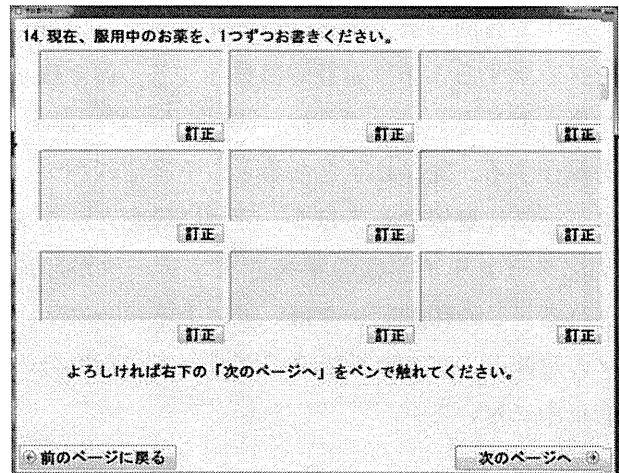 14. 現在、服用中のお薬を、1つずつお書きください。
訂正 訂正 訂正
訂正 訂正 訂正
訂正 訂正 訂正
よろしければ右下の「次のページへ」をペンで触れてください。
前のページに戻る 次のページへ